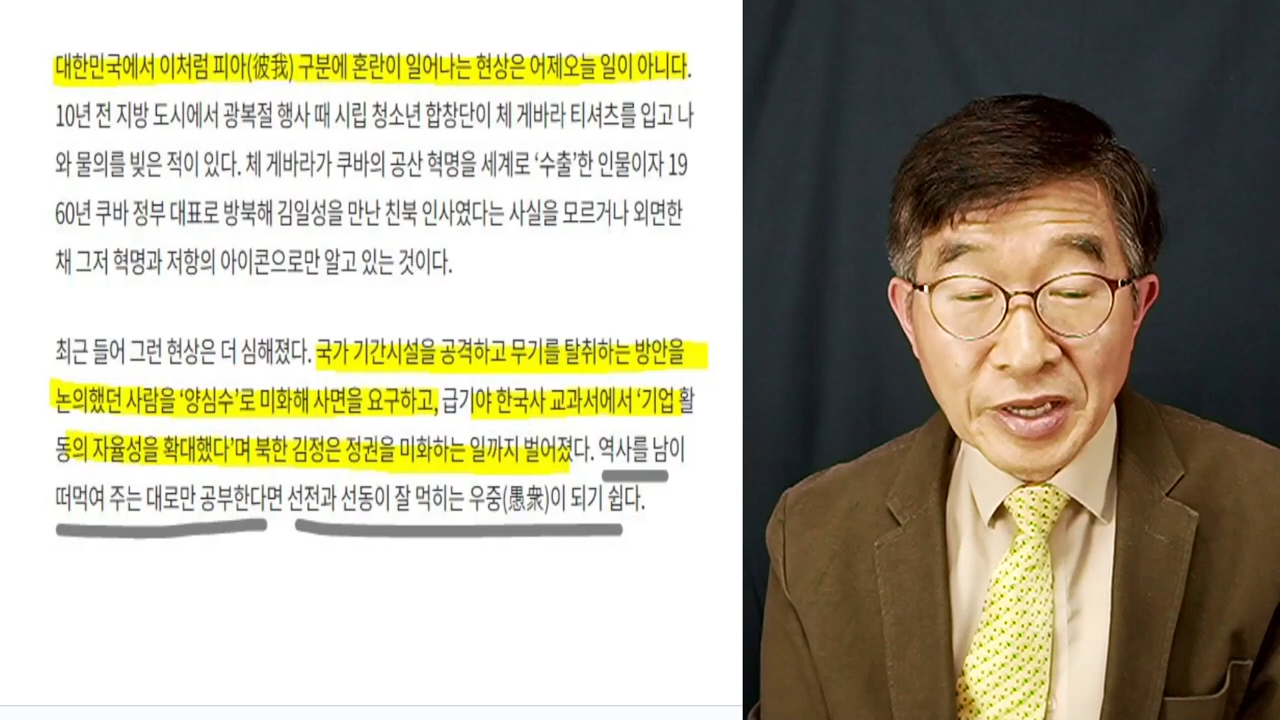 대한민국에서 이처럼 피아(彼我) 구분에 혼란이 일어나는 현상은 어제오늘 일이 아니다.
10년 전 지방 도시에서 광복절 행사 때 시립 청소년 합창단이 체 게바라 티셔츠를 입고 나
와 물의를 빚은 적이 있다. 체 게바라가 쿠바의 공산 혁명을 세계로 ‘수출’한 인물이자 19
60년 쿠바 정부 대표로 방북해 김일성을 만난 친북 인사였다는 사실을 모르거나 외면한
채 그저 혁명과 저항의 아이콘으로만 알고 있는 것이다.
최근 들어 그런 현상은 더 심해졌다. 국가 기간시설을 공격하고 무기를 탈취하는 방안을
논의했던 사람을 ‘양심수’로 미화해 사면을 요구하고, 급기야 한국사 교과서에서 ‘기업 활
동의 자율성을 확대했다’며 북한 김정은 정권을 미화하는 일까지 벌어졌다. 역사를 남이
떠먹여 주는 대로만 공부한다면 선전과 선동이 잘 먹히는 우중(愚衆)이 되기 쉽다.